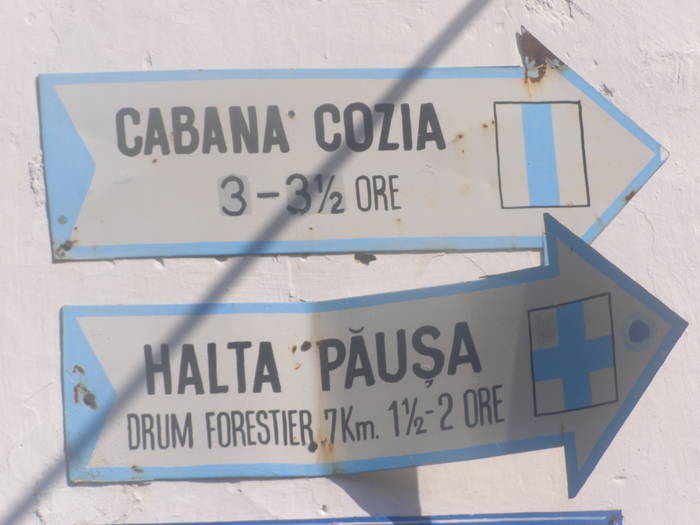 CABANA COZIA
3 - 3½ ORE
HALTA PĂUȘA
DRUM FORESTIER 7Km. 1½-2 ORE